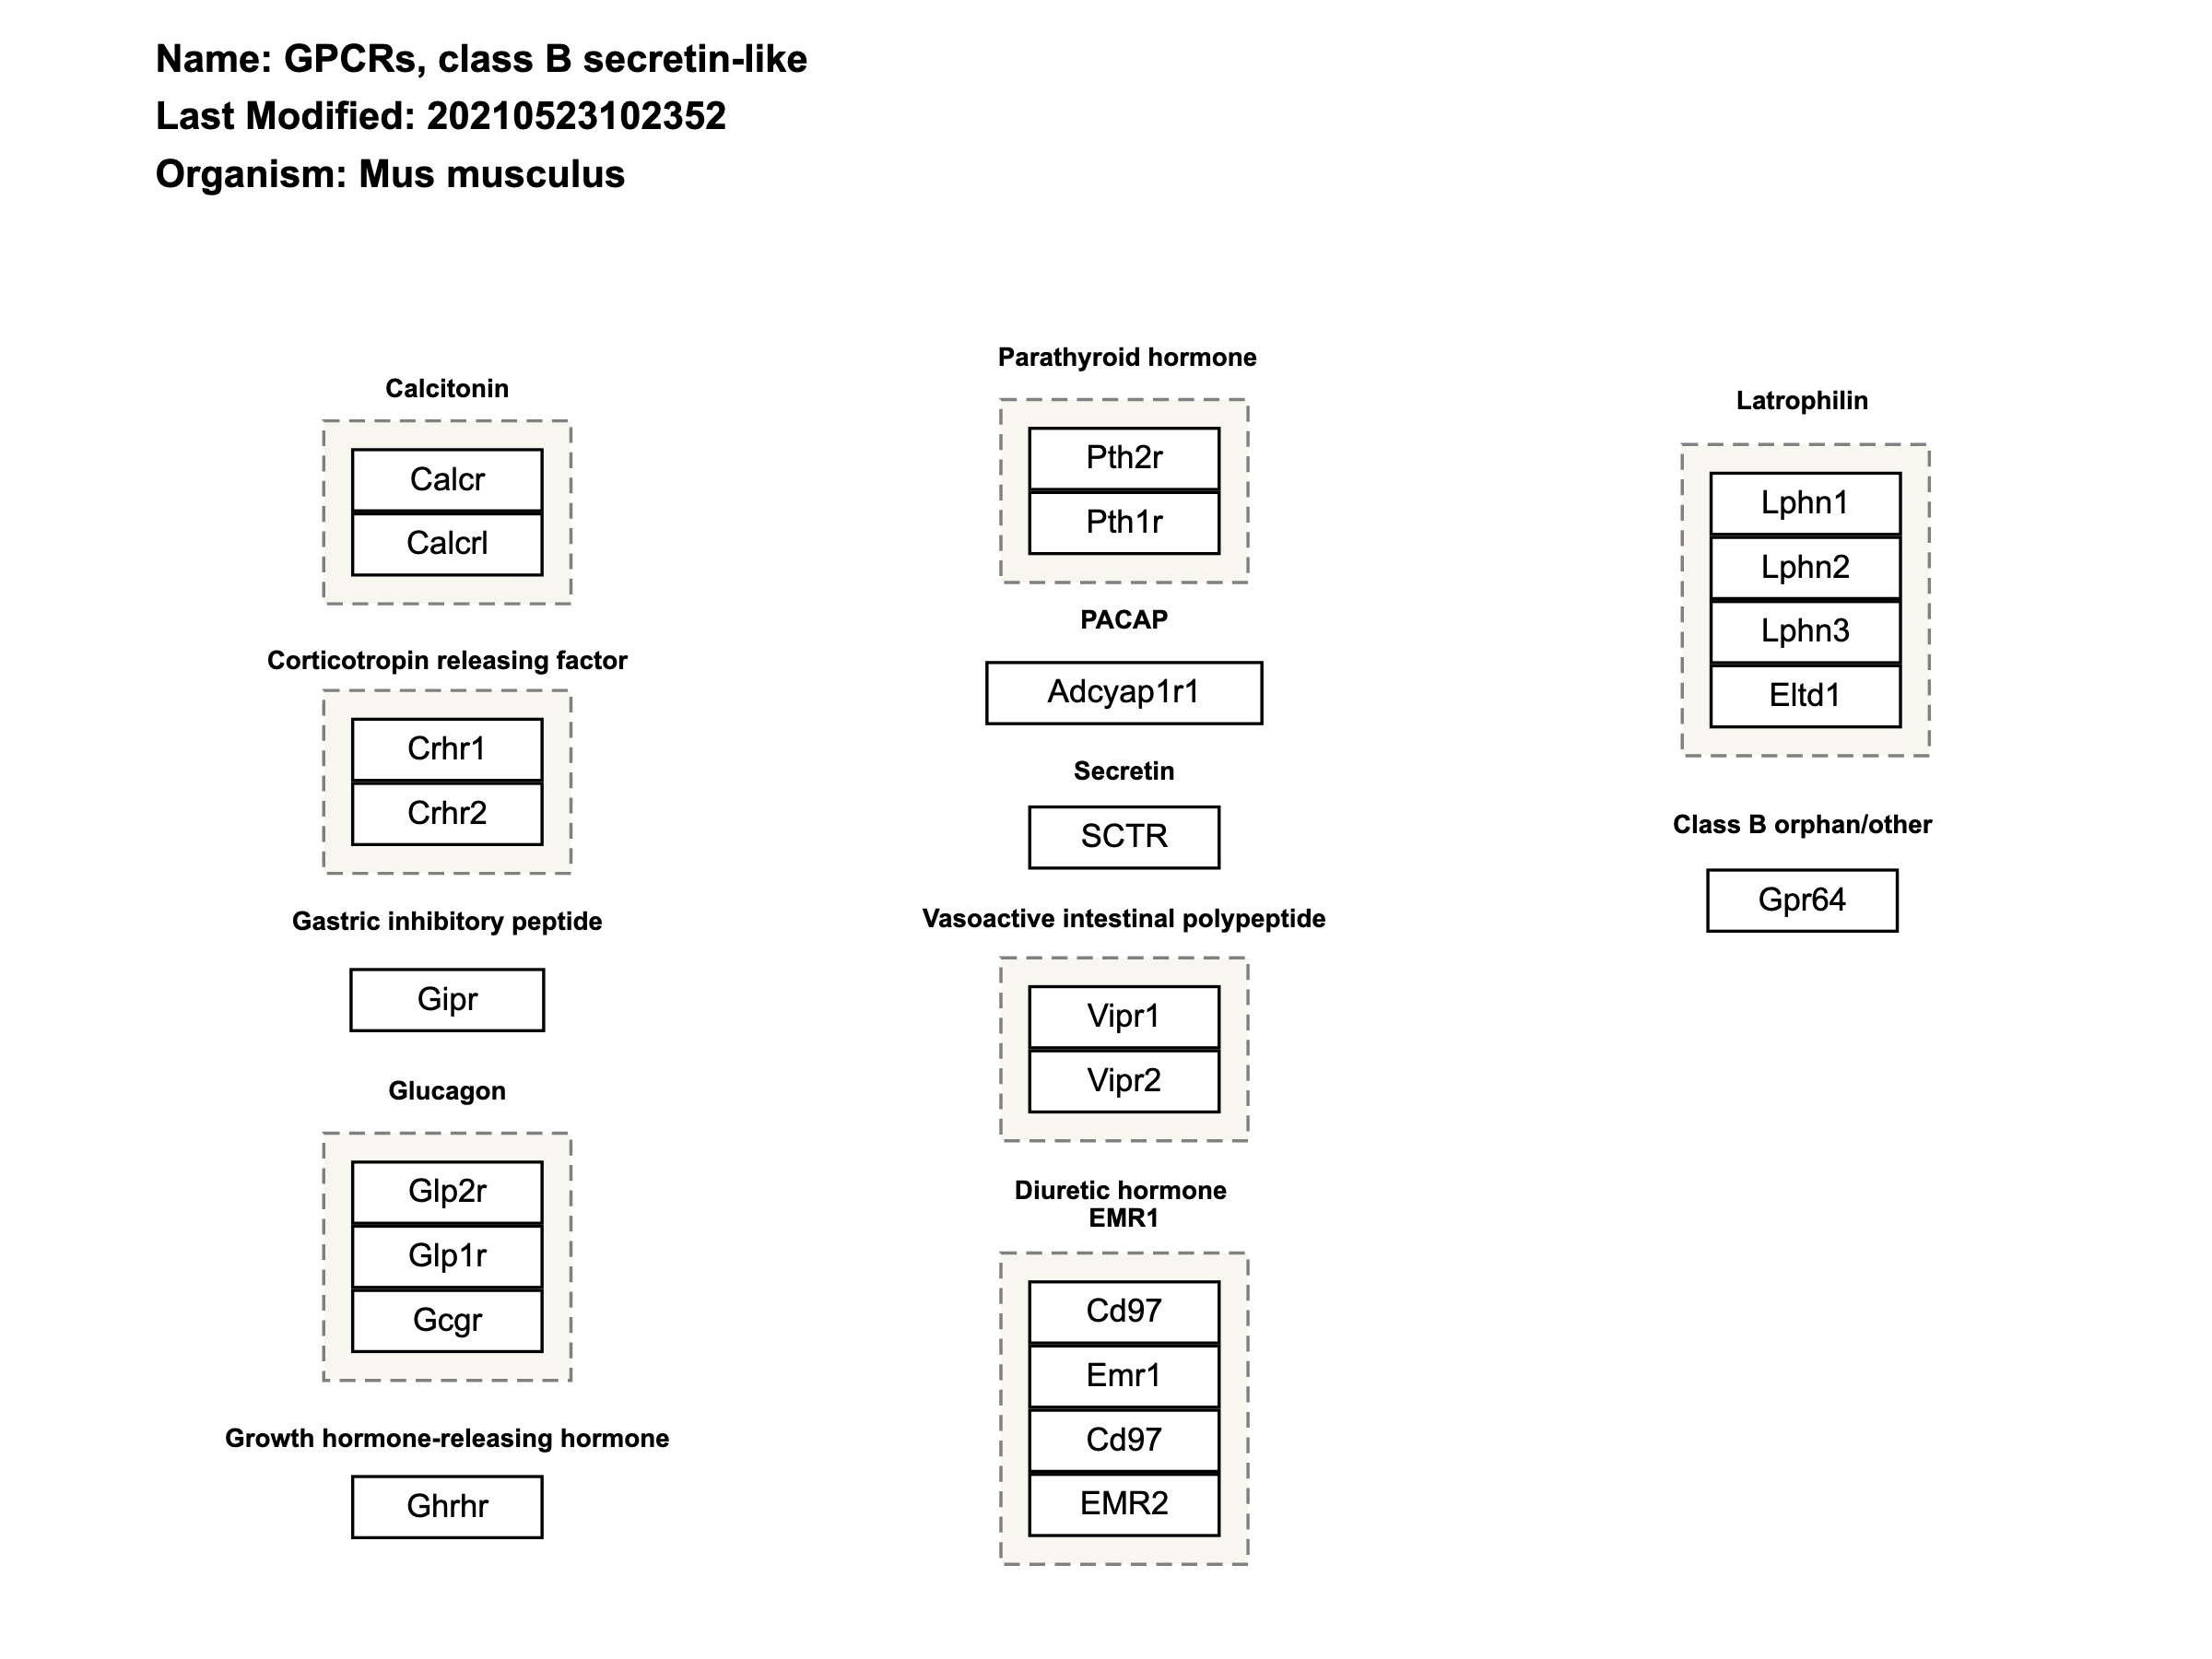 Name: GPCRs, class B secretin-like
Last Modified: 20210523102352
Organism: Mus musculus
Calcitonin
Calcr
Calcrl
Corticotropin releasing factor
Crhr1
Crhr2
Gastric inhibitory peptide
Gipr
Glucagon
Glp2r
Glp1r
Gcgr
Growth hormone-releasing hormone
Ghrhr
Parathyroid hormone
Pth2r
Pth1r
PACAP
Adcyap1r1
Secretin
SCTR
Vasoactive intestinal polypeptide
Vipr1
Vipr2
Diuretic hormone
EMR1
Cd97
Emr1
Cd97
EMR2
Latrophilin
Lphn1
Lphn2
Lphn3
Eltd1
Class B orphan/other
Gpr64